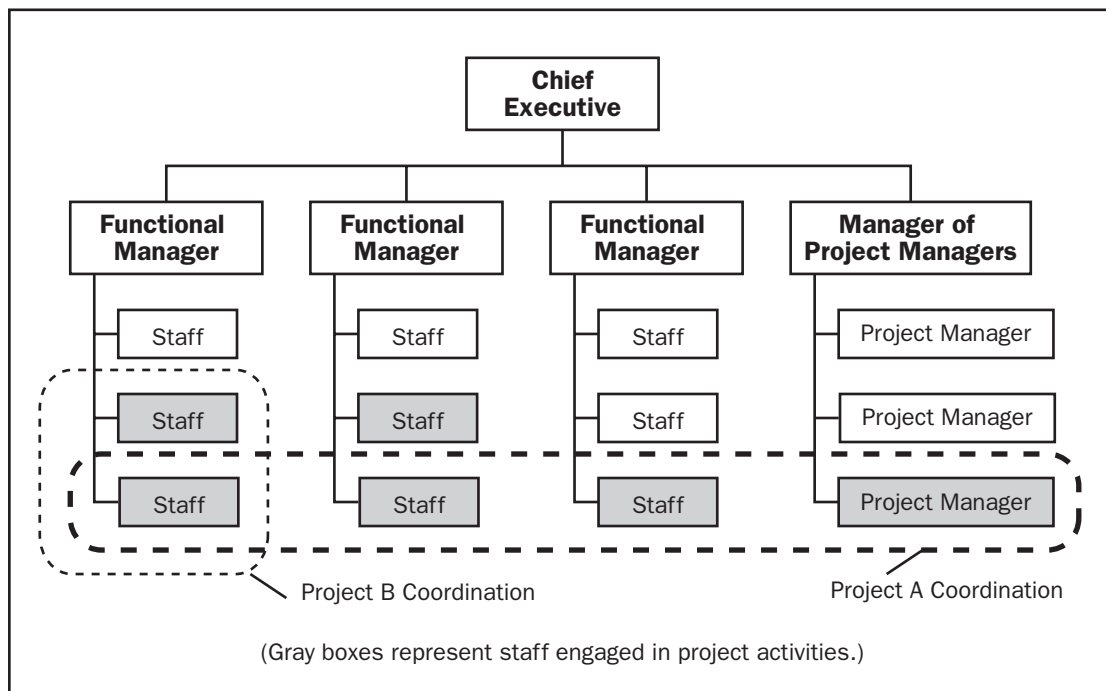 Chief
Executive
Functional
Manager
Functional
Manager
Functional
Manager
Manager of
Project Managers
Staff
Staff
Staff
Project Manager
Staff
Staff
Staff
Project Manager
Staff
Staff
Staff
Project Manager
Project B Coordination
Project A Coordination
(Gray boxes represent staff engaged in project activities.)